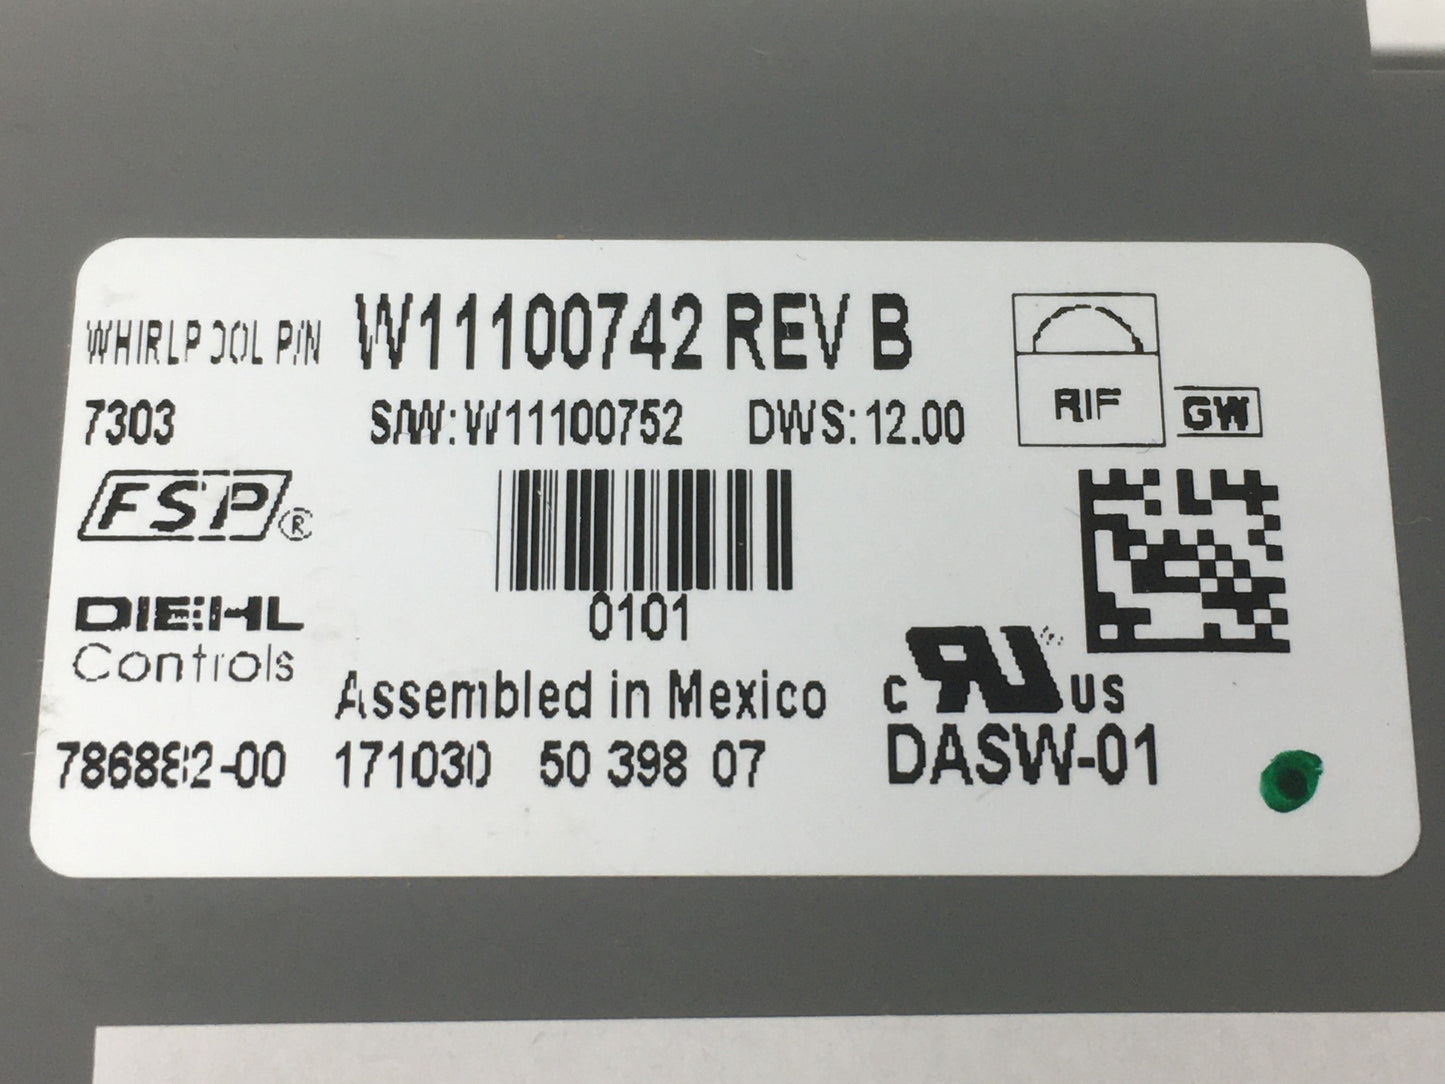 WHIRLPOOL P/N W11100742 REV B
7303 S/W: W11100752 DWS: 12.00
RIF
GW
FSP®
0101
DIEHL
Controls
Assembled in Mexico
c RU US
786882-00 171030 50 398 07
DASW-01